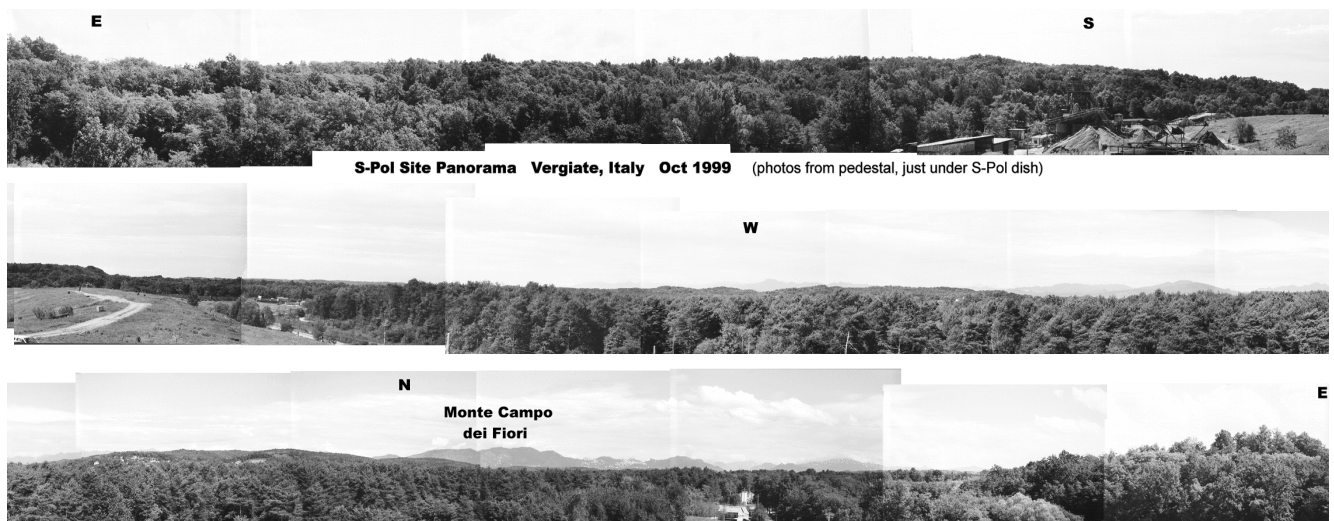 E
S
S-Pol Site Panorama Vergiate, Italy Oct 1999 (photos from pedestal, just under S-Pol dish)
W
N
Monte Campo
dei Fiori
E